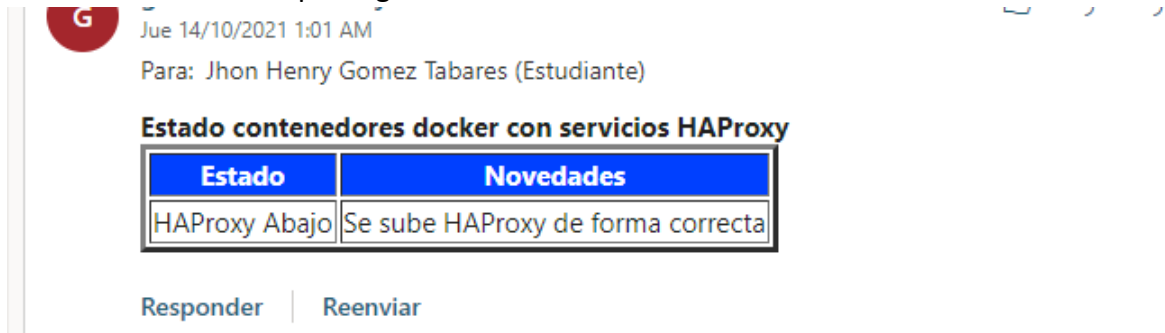 G
Jue 14/10/2021 1:01 AM
Para: Jhon Henry Gomez Tabares (Estudiante)
Estado contenedores docker con servicios HAProxy
Estado Novedades
HAProxy Abajo Se sube HAProxy de forma correcta
Responder Reenviar